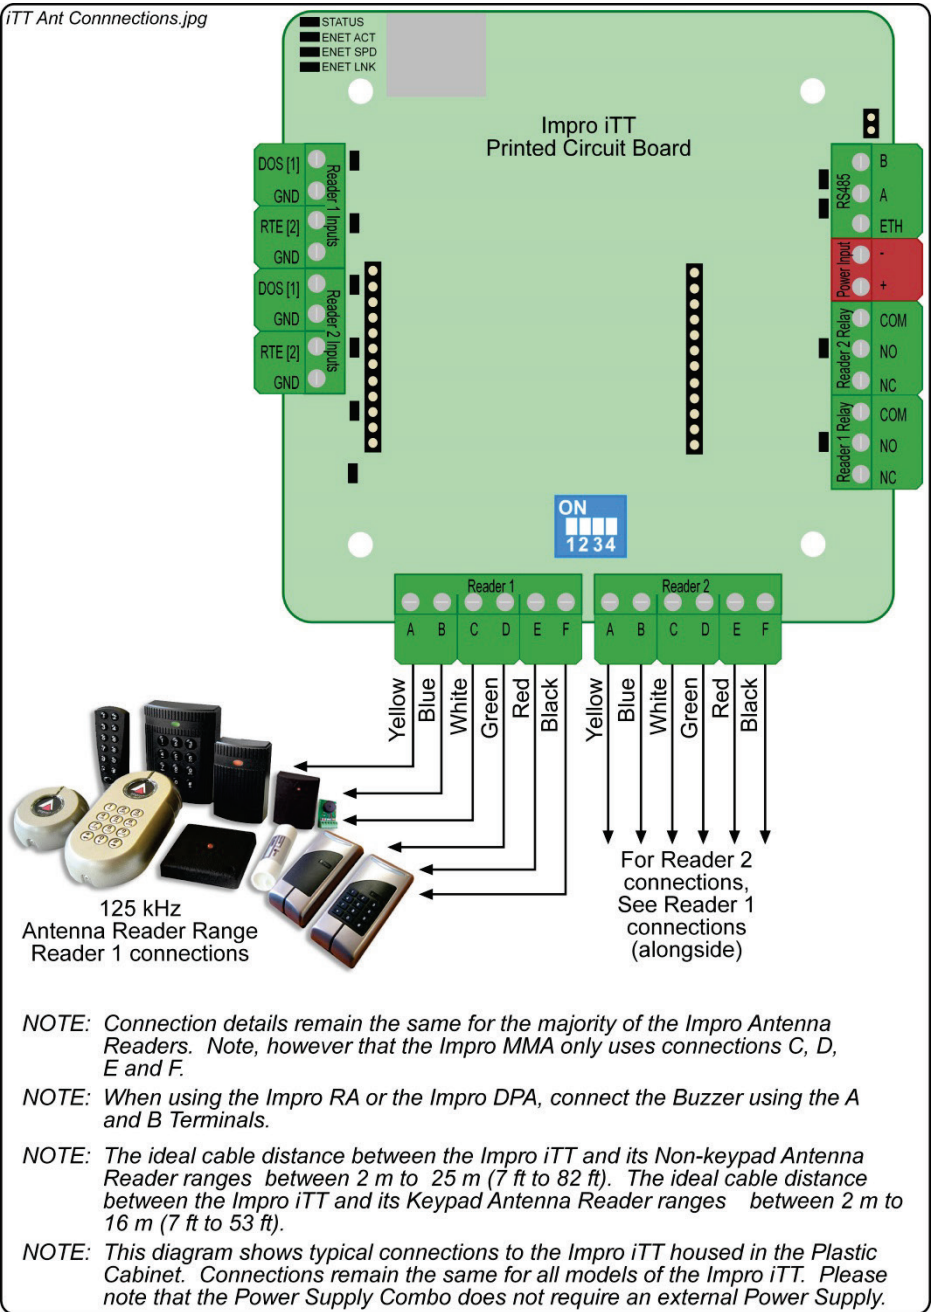 iTT Ant Connnections.jpg
STATUS
ENET ACT
ENET SPD
ENET LNK
Impro iTT
Printed Circuit Board
DOS [1]
GND
RTE [2]
GND
Reader 1 Inputs
DOS [1]
GND
RTE [2]
GND
Reader 2 Inputs
RS485
B
A
ETH
Power Input
-
+
Reader 2 Relay
COM
NO
NC
Reader 1 Relay
COM
NO
NC
ON
1 2 3 4
Reader 1
A B C D E F
Reader 2
A B C D E F
Yellow
Blue
White
Green
Red
Black
Yellow
Blue
White
Green
Red
Black
125 kHz
Antenna Reader Range
Reader 1 connections
For Reader 2
connections,
See Reader 1
connections
(alongside)
NOTE: Connection details remain the same for the majority of the Impro Antenna
Readers. Note, however that the Impro MMA only uses connections C, D,
E and F.
NOTE: When using the Impro RA or the Impro DPA, connect the Buzzer using the A
and B Terminals.
NOTE: The ideal cable distance between the Impro iTT and its Non-keypad Antenna
Reader ranges between 2 m to 25 m (7 ft to 82 ft). The ideal cable distance
between the Impro iTT and its Keypad Antenna Reader ranges between 2 m to
16 m (7 ft to 53 ft).
NOTE: This diagram shows typical connections to the Impro iTT housed in the Plastic
Cabinet. Connections remain the same for all models of the Impro iTT. Please
note that the Power Supply Combo does not require an external Power Supply.